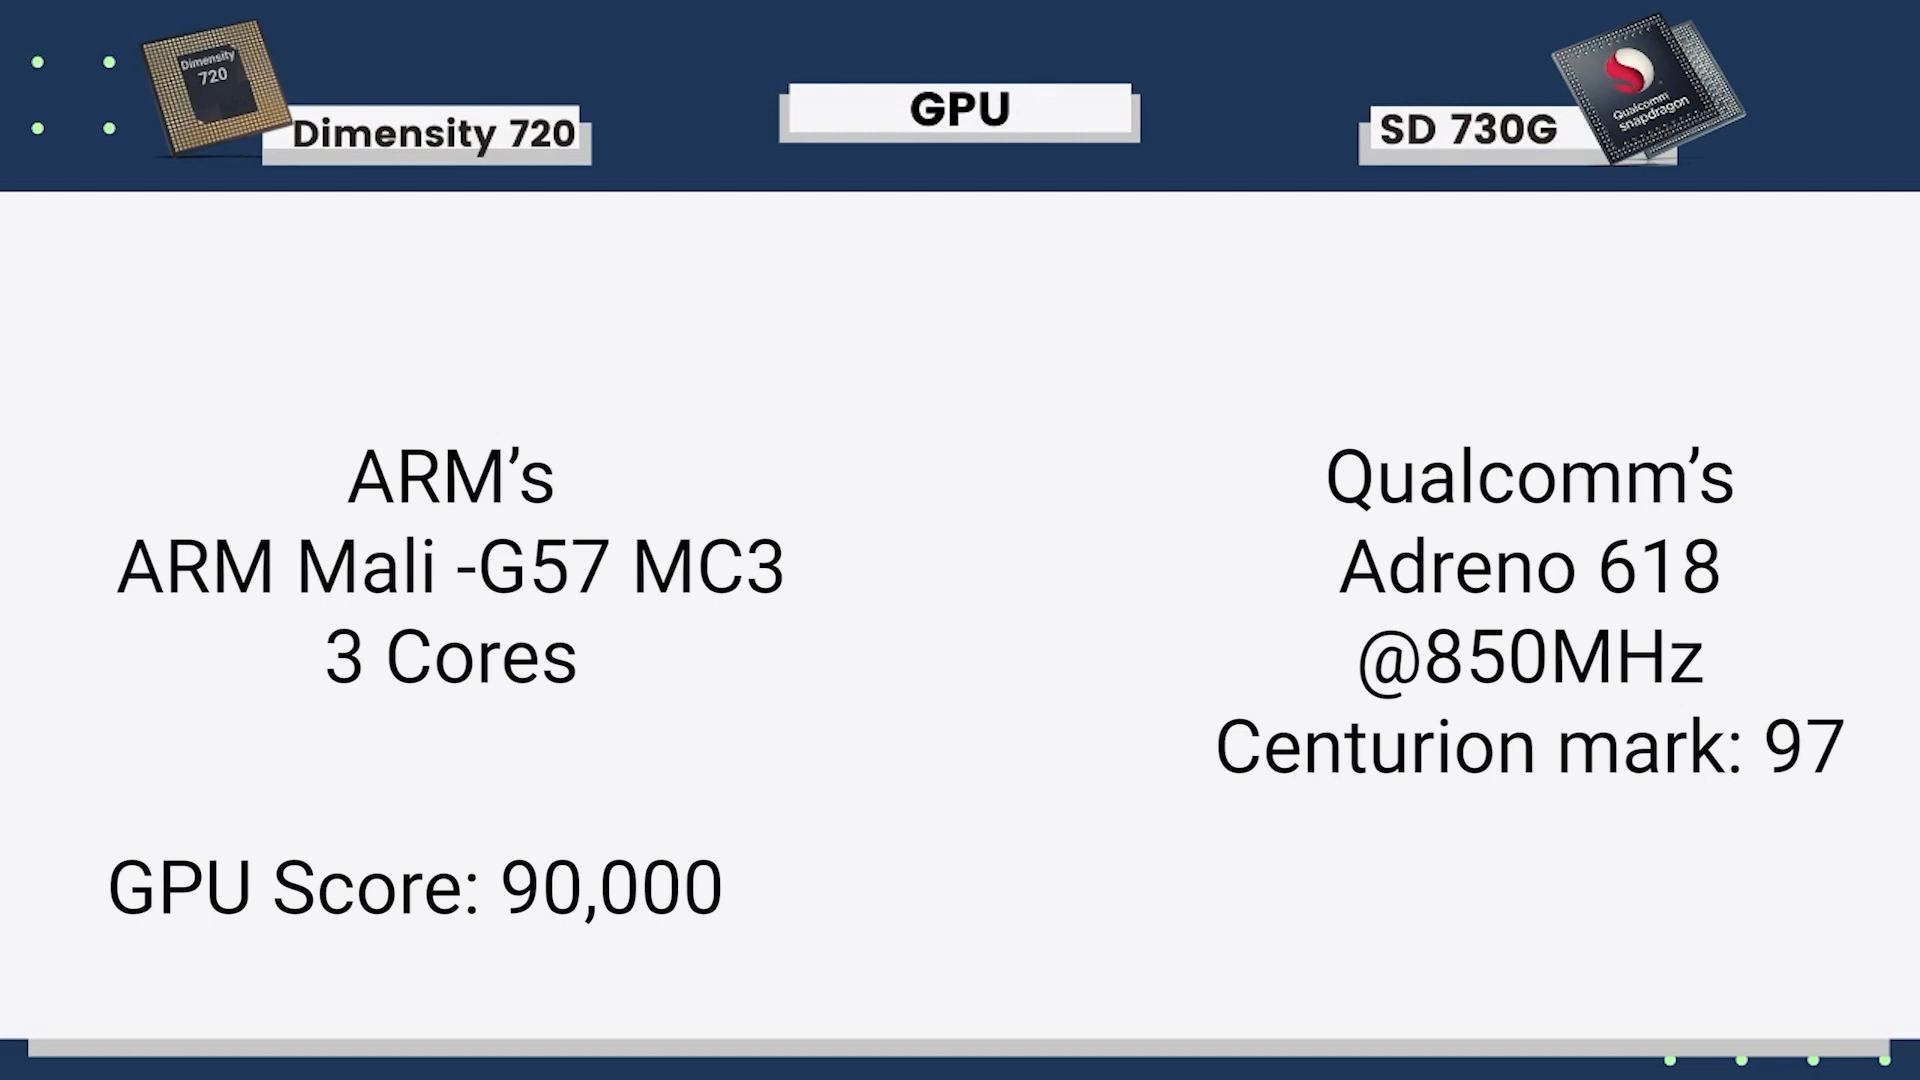 Dimensity
720
Dimensity 720
GPU
SD 730G
Qualcomm
snapdragon
ARM’s
ARM Mali -G57 MC3
3 Cores
GPU Score: 90,000
Qualcomm’s
Adreno 618
@850MHz
Centurion mark: 97